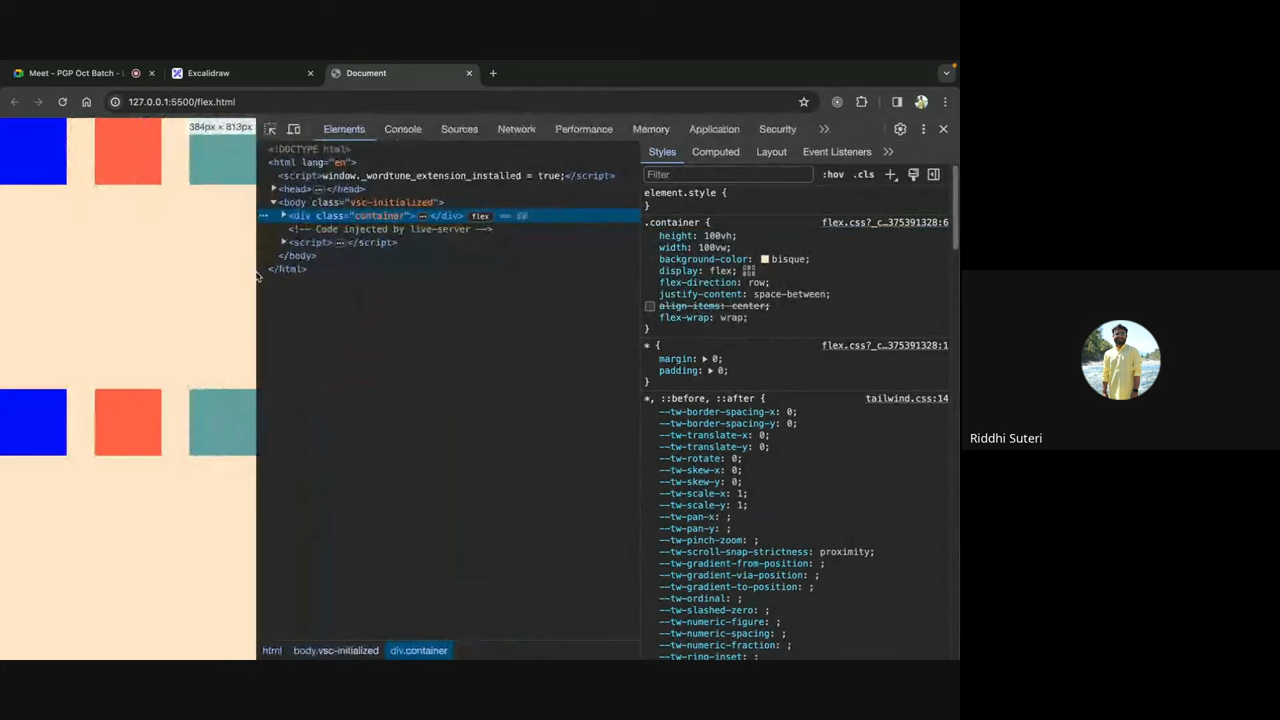 Meet - PGP Oct Batch -
Excalidraw
Document
127.0.0.1:5500/flex.html
384px × 813px
Elements Console Sources Network Performance Memory Application Security
<!DOCTYPE html>
<html lang="en">
<script>window._wordtune_extension_installed = true;</script>
<head>…</head>
<body class="vsc-initialized">
<div class="container">…</div> flex == $0
<!-- Code injected by live-server -->
<script>…</script>
</body>
</html>
html body.vsc-initialized div.container
Styles Computed Layout Event Listeners
Filter :hov .cls
element.style {
}
.container { flex.css?_c…375391328:6
height: 100vh;
width: 100vw;
background-color: bisque;
display: flex;
flex-direction: row;
justify-content: space-between;
align-items: center;
flex-wrap: wrap;
}
* { flex.css?_c…375391328:1
margin: 0;
padding: 0;
}
*, ::before, ::after { tailwind.css:14
--tw-border-spacing-x: 0;
--tw-border-spacing-y: 0;
--tw-translate-x: 0;
--tw-translate-y: 0;
--tw-rotate: 0;
--tw-skew-x: 0;
--tw-skew-y: 0;
--tw-scale-x: 1;
--tw-scale-y: 1;
--tw-pan-x: ;
--tw-pan-y: ;
--tw-pinch-zoom: ;
--tw-scroll-snap-strictness: proximity;
--tw-gradient-from-position: ;
--tw-gradient-via-position: ;
--tw-gradient-to-position: ;
--tw-ordinal: ;
--tw-slashed-zero: ;
--tw-numeric-figure: ;
--tw-numeric-spacing: ;
--tw-numeric-fraction: ;
--tw-ring-inset: ;
Riddhi Suteri